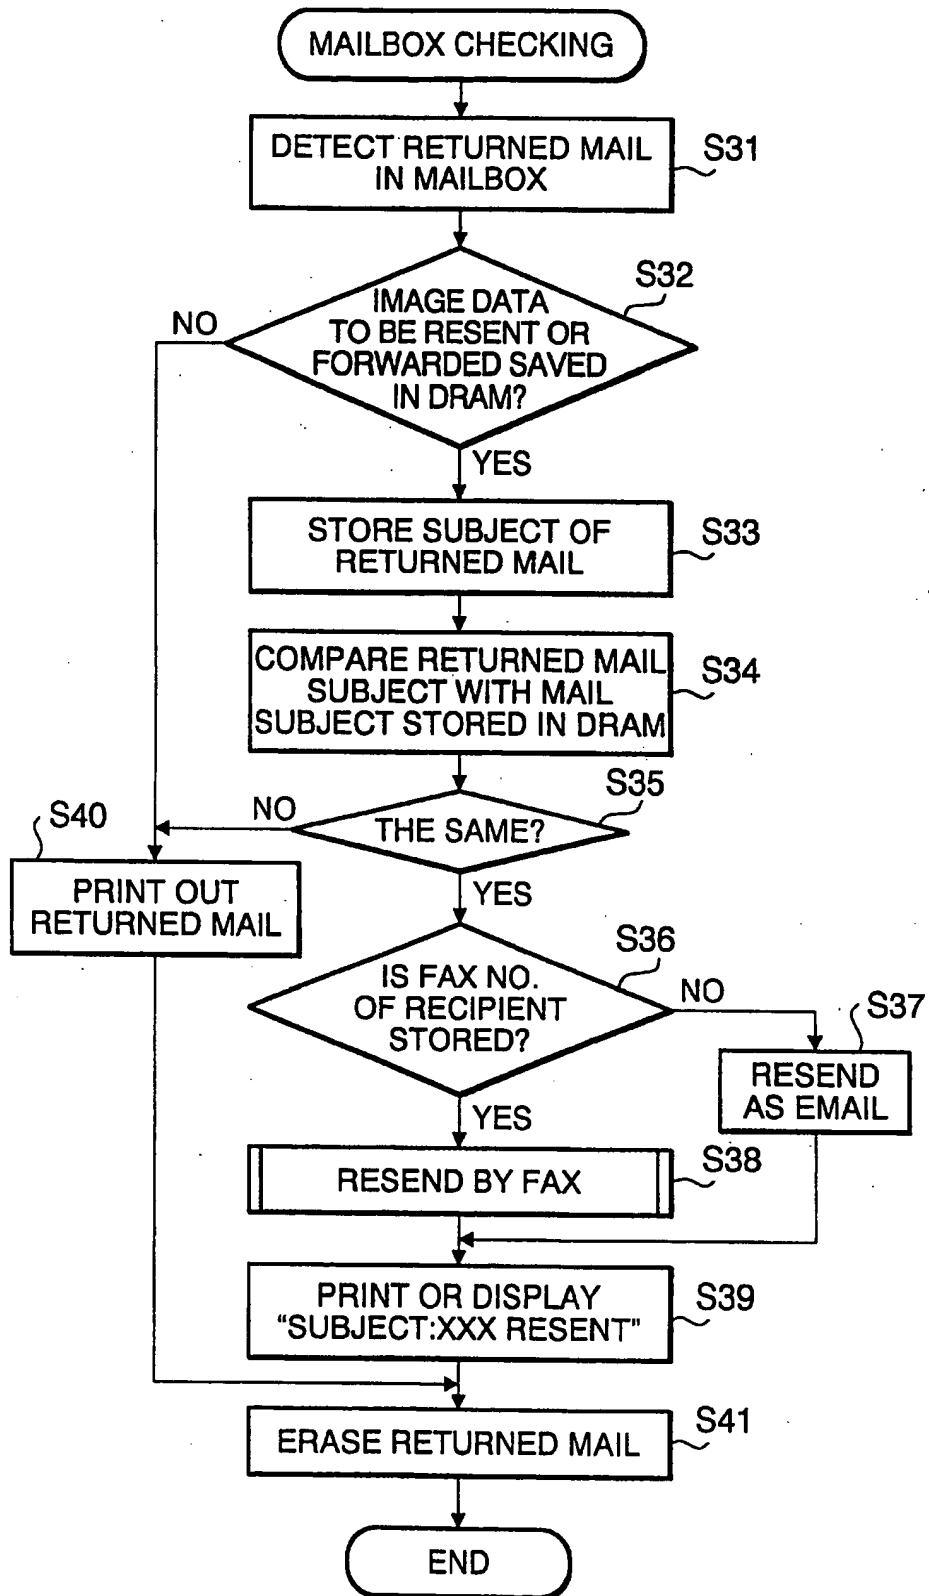 MAILBOX CHECKING
DETECT RETURNED MAIL
IN MAILBOX
S31
S32
IMAGE DATA
TO BE RESENT OR
FORWARDED SAVED
IN DRAM?
NO
YES
STORE SUBJECT OF
RETURNED MAIL
S33
COMPARE RETURNED MAIL
SUBJECT WITH MAIL
SUBJECT STORED IN DRAM
S34
S35
THE SAME?
NO
YES
S40
PRINT OUT
RETURNED MAIL
S36
IS FAX NO.
OF RECIPIENT
STORED?
NO
YES
S37
RESEND
AS EMAIL
RESEND BY FAX
S38
PRINT OR DISPLAY
“SUBJECT:XXX RESENT”
S39
ERASE RETURNED MAIL
S41
END